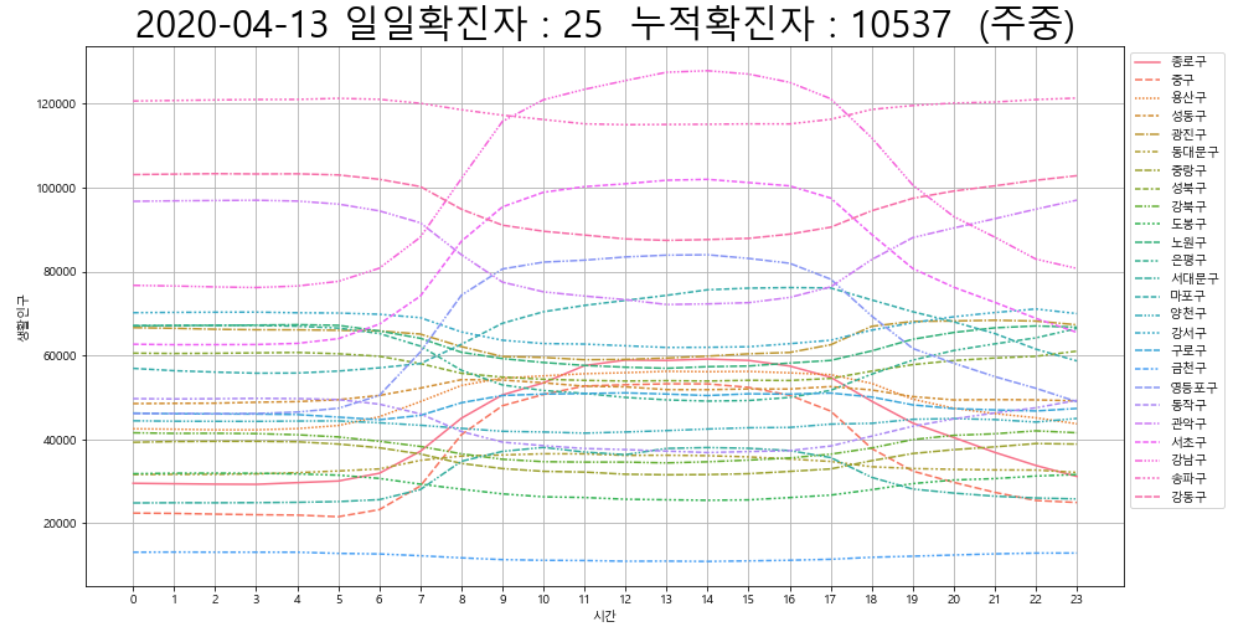 2020-04-13 일일확진자 : 25 누적확진자 : 10537 (주중)
120000
100000
80000
60000
40000
20000
생활인구
0 1 2 3 4 5 6 7 8 9 10 11 12 13 14 15 16 17 18 19 20 21 22 23
시간
종로구
중구
용산구
성동구
광진구
동대문구
중랑구
성북구
강북구
도봉구
노원구
은평구
서대문구
마포구
양천구
강서구
구로구
금천구
영등포구
동작구
관악구
서초구
강남구
송파구
강동구